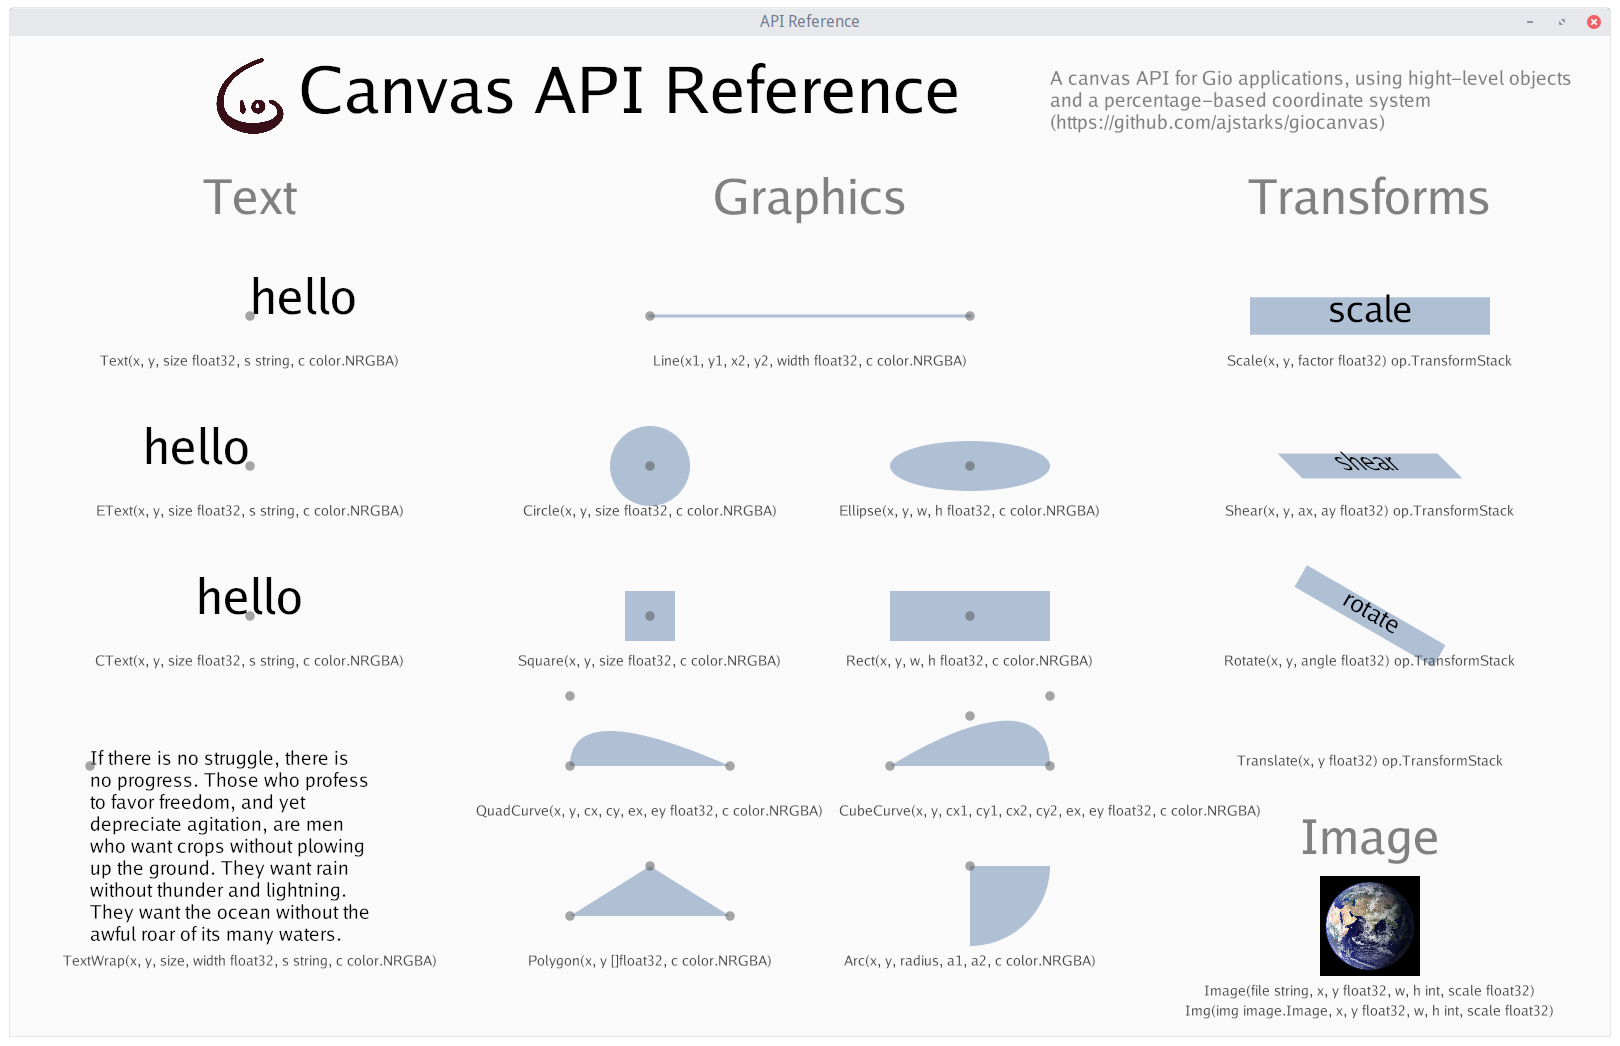 API Reference
Canvas API Reference
A canvas API for Gio applications, using hight-level objects
and a percentage-based coordinate system
(https://github.com/ajstarks/giocanvas)
Text
Graphics
Transforms
hello
scale
Text(x, y, size float32, s string, c color.NRGBA)
Line(x1, y1, x2, y2, width float32, c color.NRGBA)
Scale(x, y, factor float32) op.TransformStack
hello
shear
EText(x, y, size float32, s string, c color.NRGBA)
Circle(x, y, size float32, c color.NRGBA)
Ellipse(x, y, w, h float32, c color.NRGBA)
Shear(x, y, ax, ay float32) op.TransformStack
hello
rotate
CText(x, y, size float32, s string, c color.NRGBA)
Square(x, y, size float32, c color.NRGBA)
Rect(x, y, w, h float32, c color.NRGBA)
Rotate(x, y, angle float32) op.TransformStack
If there is no struggle, there is
no progress. Those who profess
to favor freedom, and yet
depreciate agitation, are men
who want crops without plowing
up the ground. They want rain
without thunder and lightning.
They want the ocean without the
awful roar of its many waters.
TextWrap(x, y, size, width float32, s string, c color.NRGBA)
QuadCurve(x, y, cx, cy, ex, ey float32, c color.NRGBA)
CubeCurve(x, y, cx1, cy1, cx2, cy2, ex, ey float32, c color.NRGBA)
Translate(x, y float32) op.TransformStack
Polygon(x, y []float32, c color.NRGBA)
Arc(x, y, radius, a1, a2, c color.NRGBA)
Image
Image(file string, x, y float32, w, h int, scale float32)
Img(img image.Image, x, y float32, w, h int, scale float32)